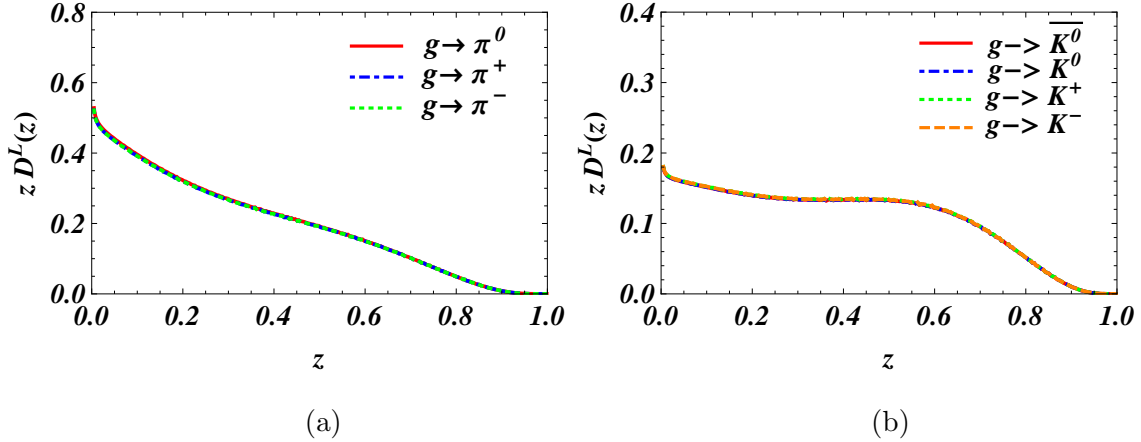 0.8
0.6
0.4
0.2
0.0
z D^L(z)
g→ π^0
g→ π^+
g→ π^-
0.0 0.2 0.4 0.6 0.8 1.0
z
(a)
0.4
0.3
0.2
0.1
0.0
z D^L(z)
g−> \overline{K^0}
g−> K^0
g−> K^+
g−> K^-
0.0 0.2 0.4 0.6 0.8 1.0
z
(b)